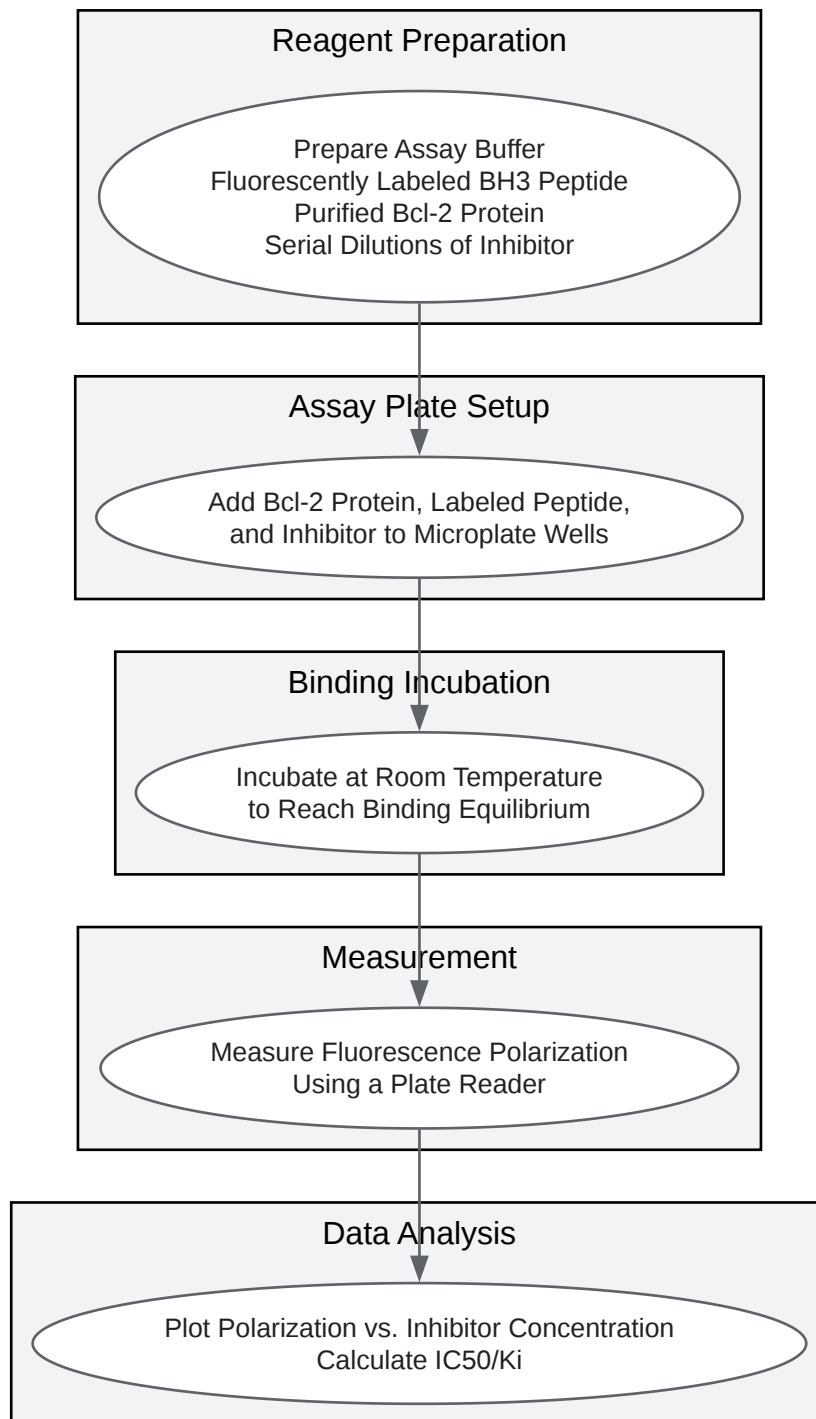 Reagent Preparation
Prepare Assay Buffer
Fluorescently Labeled BH3 Peptide
Purified Bcl-2 Protein
Serial Dilutions of Inhibitor
Assay Plate Setup
Add Bcl-2 Protein, Labeled Peptide,
and Inhibitor to Microplate Wells
Binding Incubation
Incubate at Room Temperature
to Reach Binding Equilibrium
Measurement
Measure Fluorescence Polarization
Using a Plate Reader
Data Analysis
Plot Polarization vs. Inhibitor Concentration
Calculate IC50/Ki